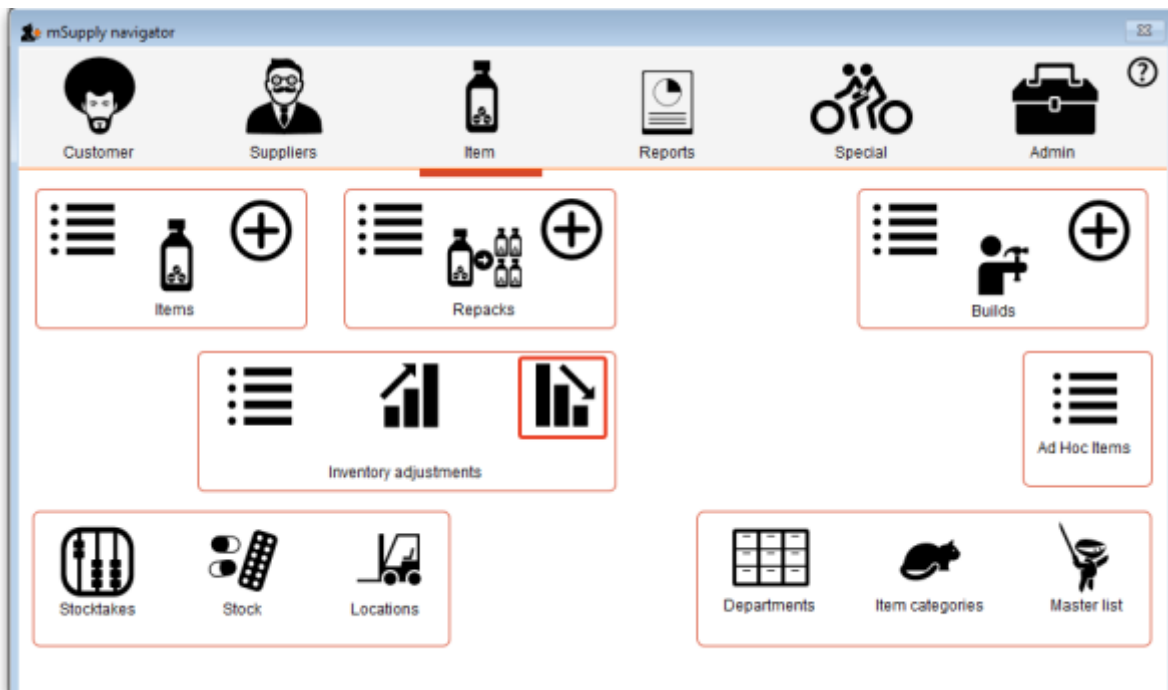 mSupply navigator
Customer
Suppliers
Item
Reports
Special
Admin
?
Items
Repacks
Builds
Inventory adjustments
Ad Hoc Items
Stocktakes
Stock
Locations
Departments
Item categories
Master list